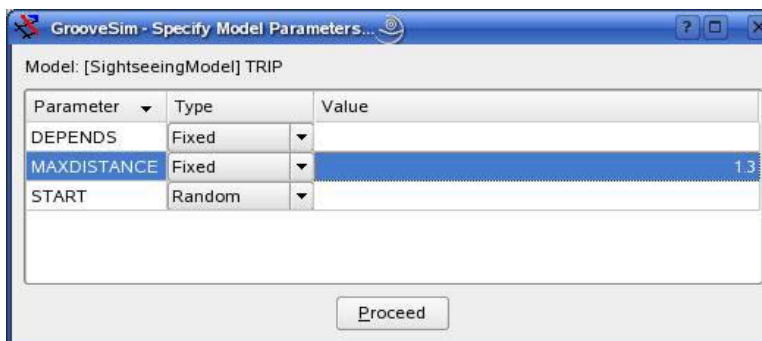 GrooveSim - Specify Model Parameters...
Model: [SightseeingModel] TRIP
Parameter Type Value
DEPENDS Fixed
MAXDISTANCE Fixed 1.3
START Random
Proceed